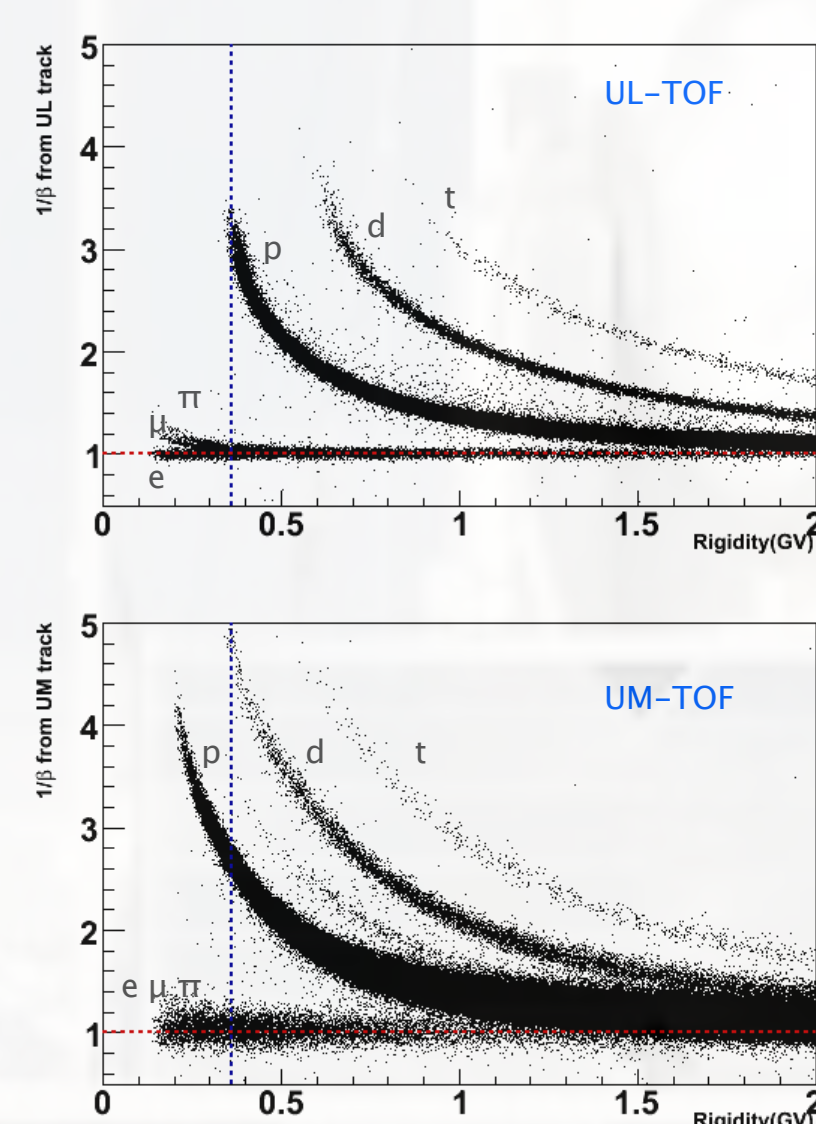 5
UL-TOF
1/β from UL track
t
4
d
p
3
2
π
μ
1
e
0 0.5 1 1.5 2
Rigidity(GV)
5
UM-TOF
1/β from UM track
4
p d t
3
2
e μ π
1
0 0.5 1 1.5 2
Rigidity(GV)